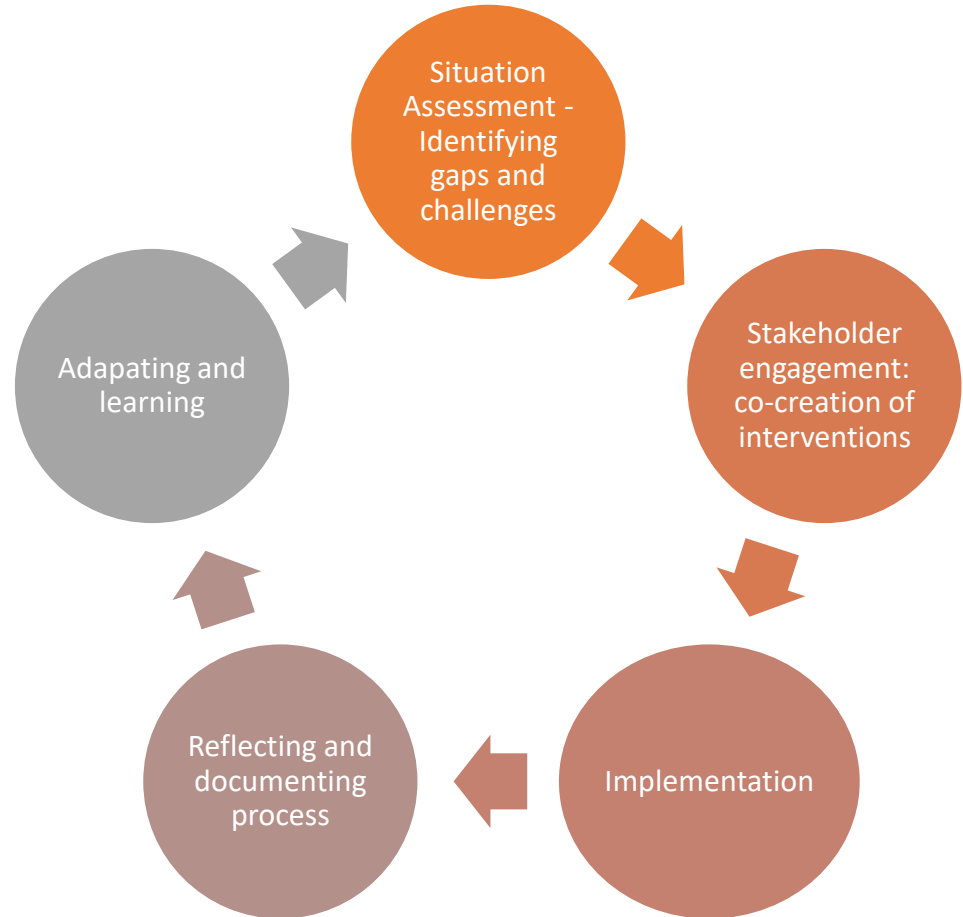 Situation
Assessment -
Identifying
gaps and
challenges
Stakeholder
engagement:
co-creation of
interventions
Implementation
Reflecting and
documenting
process
Adapating and
learning